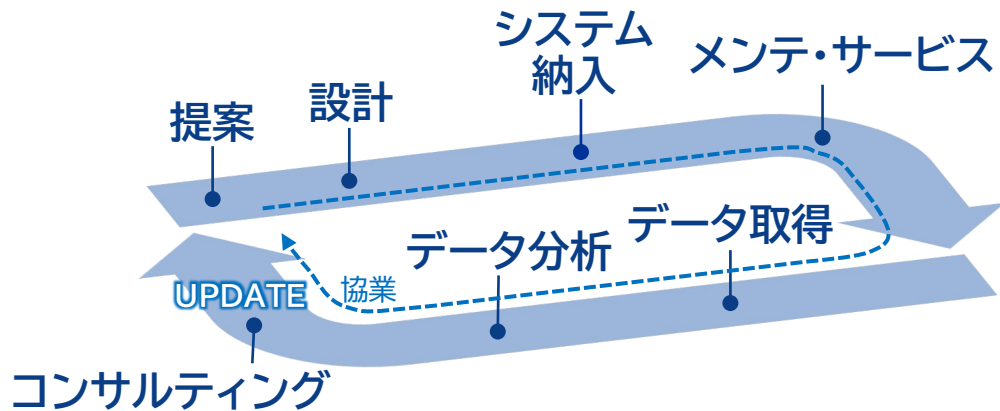 提案
設計
システム
納入
メンテ・サービス
データ取得
データ分析
協業
UPDATE
コンサルティング